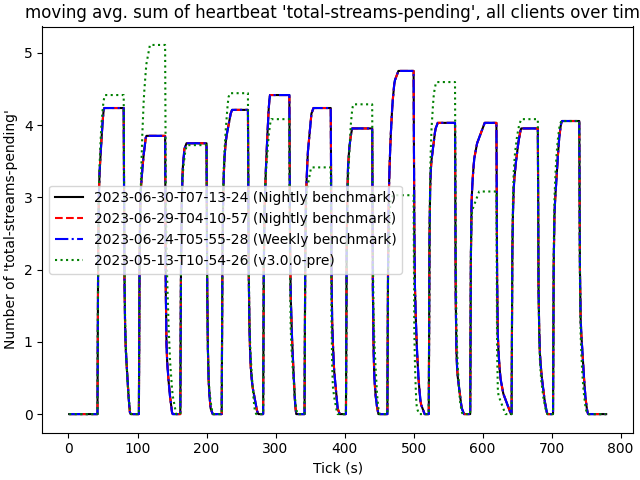 moving avg. sum of heartbeat 'total-streams-pending', all clients over tim
Number of 'total-streams-pending'
5
4
3
2
1
0
2023-06-30-T07-13-24 (Nightly benchmark)
2023-06-29-T04-10-57 (Nightly benchmark)
2023-06-24-T05-55-28 (Weekly benchmark)
2023-05-13-T10-54-26 (v3.0.0-pre)
0 100 200 300 400 500 600 700 800
Tick (s)